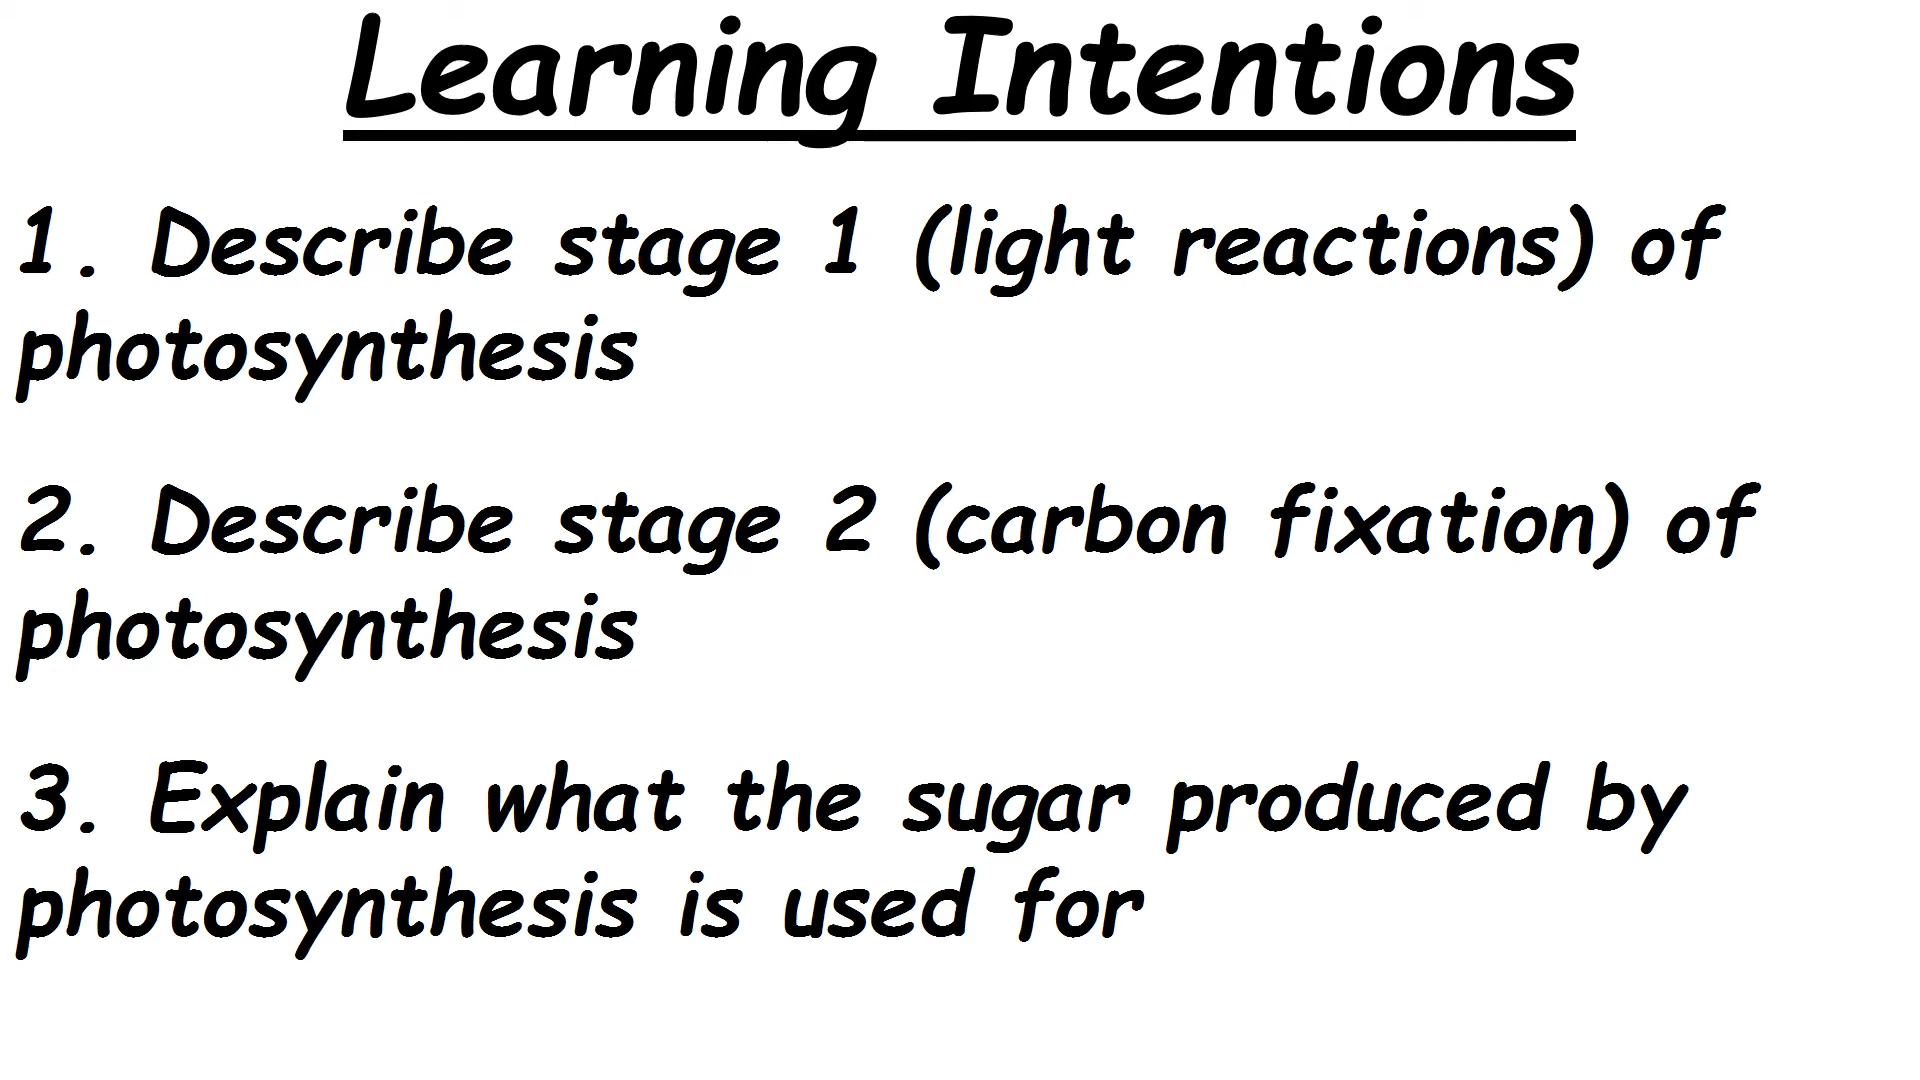 Learning Intentions
1. Describe stage 1 (light reactions) of
photosynthesis
2. Describe stage 2 (carbon fixation) of
photosynthesis
3. Explain what the sugar produced by
photosynthesis is used for